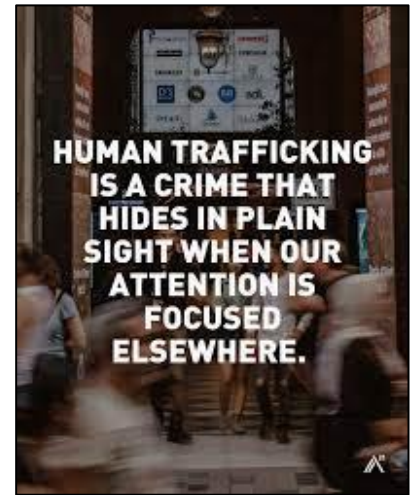 HUMAN TRAFFICKING
IS A CRIME THAT
HIDES IN PLAIN
SIGHT WHEN OUR
ATTENTION IS
FOCUSED
ELSEWHERE.